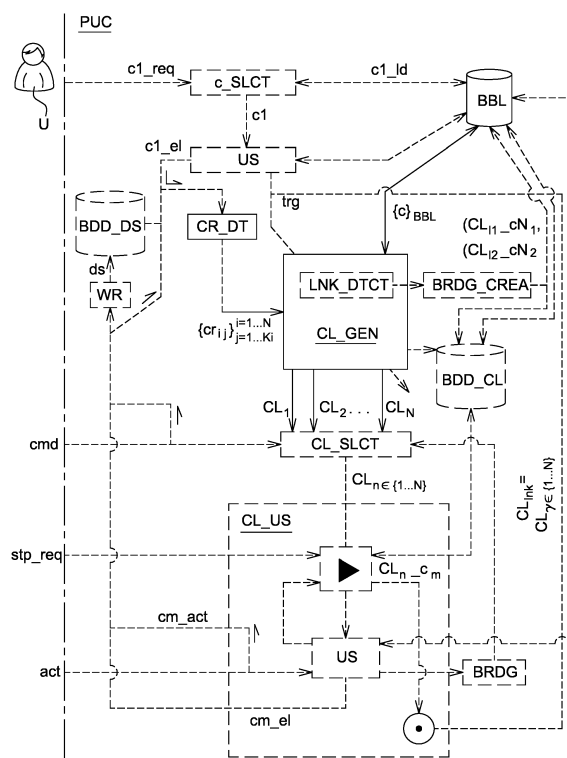 PUC
c1_req
c_SLCT
c1_ld
BBL
U
c1
c1_el
US
trg
BDD_DS
CR_DT
{c}BBL
(CLl1_cN1,
(CLl2_cN2
ds
WR
LNK_DTCT
BRDG_CREA
{crij}i=1...N j=1...Ki
CL_GEN
BDD_CL
CL1
CL2...
CLN
cmd
CL_SLCT
CLn∈{1...N}
CLlnk=
CLγ∈{1...N}
CL_US
stp_req
CLn_cm
cm_act
US
act
BRDG
cm_el